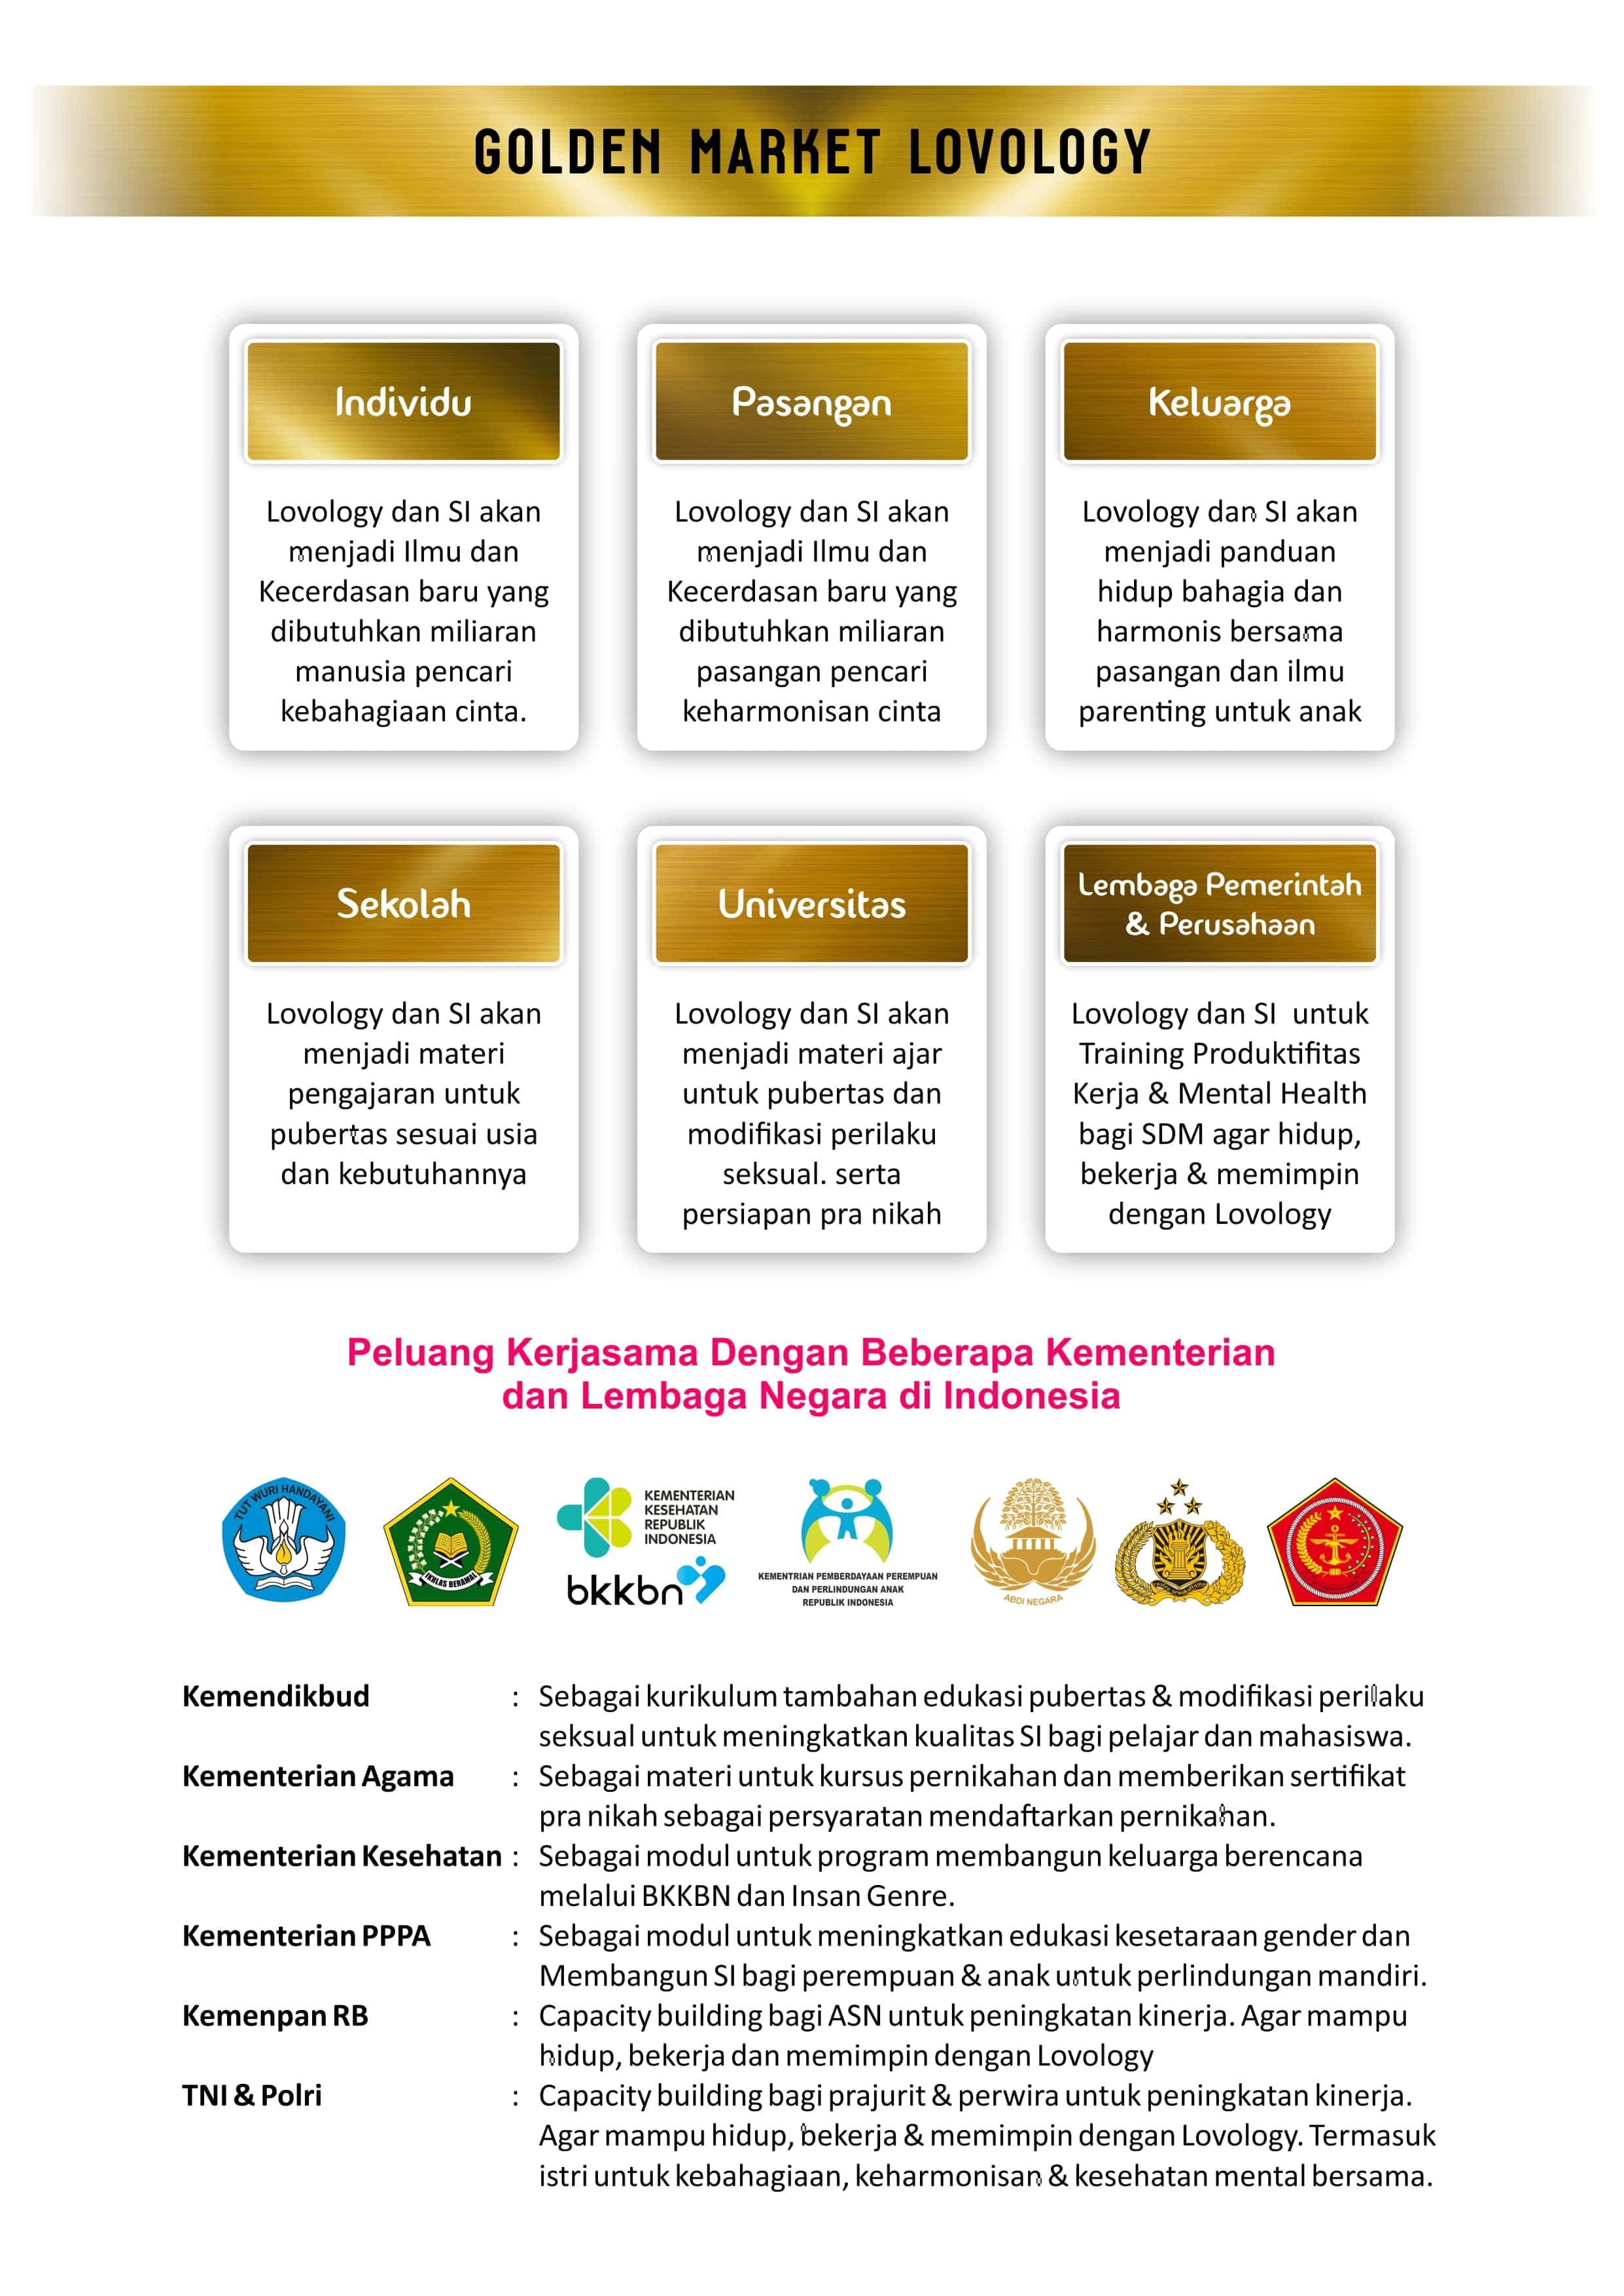 GOLDEN MARKET LOVOLOGY
Individu
Lovology dan SI akan
menjadi Ilmu dan
Kecerdasan baru yang
dibutuhkan miliaran
manusia pencari
kebahagiaan cinta.
Pasangan
Lovology dan SI akan
menjadi Ilmu dan
Kecerdasan baru yang
dibutuhkan miliaran
pasangan pencari
keharmonisan cinta
Keluarga
Lovology dan SI akan
menjadi panduan
hidup bahagia dan
harmonis bersama
pasangan dan ilmu
parenting untuk anak
Sekolah
Lovology dan SI akan
menjadi materi
pengajaran untuk
pubertas sesuai usia
dan kebutuhannya
Universitas
Lovology dan SI akan
menjadi materi ajar
untuk pubertas dan
modifikasi perilaku
seksual. serta
persiapan pra nikah
Lembaga Pemerintah
& Perusahaan
Lovology dan SI untuk
Training Produktifitas
Kerja & Mental Health
bagi SDM agar hidup,
bekerja & memimpin
dengan Lovology
Peluang Kerjasama Dengan Beberapa Kementerian
dan Lembaga Negara di Indonesia
TUT WURI HANDAYANI
IKHLAS BERAMAL
KEMENTERIAN
KESEHATAN
REPUBLIK
INDONESIA
bkkbn
KEMENTRIAN PEMBERDAYAAN PEREMPUAN
DAN PERLINDUNGAN ANAK
REPUBLIK INDONESIA
ABDI NEGARA
Kemendikbud : Sebagai kurikulum tambahan edukasi pubertas & modifikasi perilaku
seksual untuk meningkatkan kualitas SI bagi pelajar dan mahasiswa.
Kementerian Agama : Sebagai materi untuk kursus pernikahan dan memberikan sertifikat
pra nikah sebagai persyaratan mendaftarkan pernikahan.
Kementerian Kesehatan : Sebagai modul untuk program membangun keluarga berencana
melalui BKKBN dan Insan Genre.
Kementerian PPPA : Sebagai modul untuk meningkatkan edukasi kesetaraan gender dan
Membangun SI bagi perempuan & anak untuk perlindungan mandiri.
Kemenpan RB : Capacity building bagi ASN untuk peningkatan kinerja. Agar mampu
hidup, bekerja dan memimpin dengan Lovology
TNI & Polri : Capacity building bagi prajurit & perwira untuk peningkatan kinerja.
Agar mampu hidup, bekerja & memimpin dengan Lovology. Termasuk
istri untuk kebahagiaan, keharmonisan & kesehatan mental bersama.